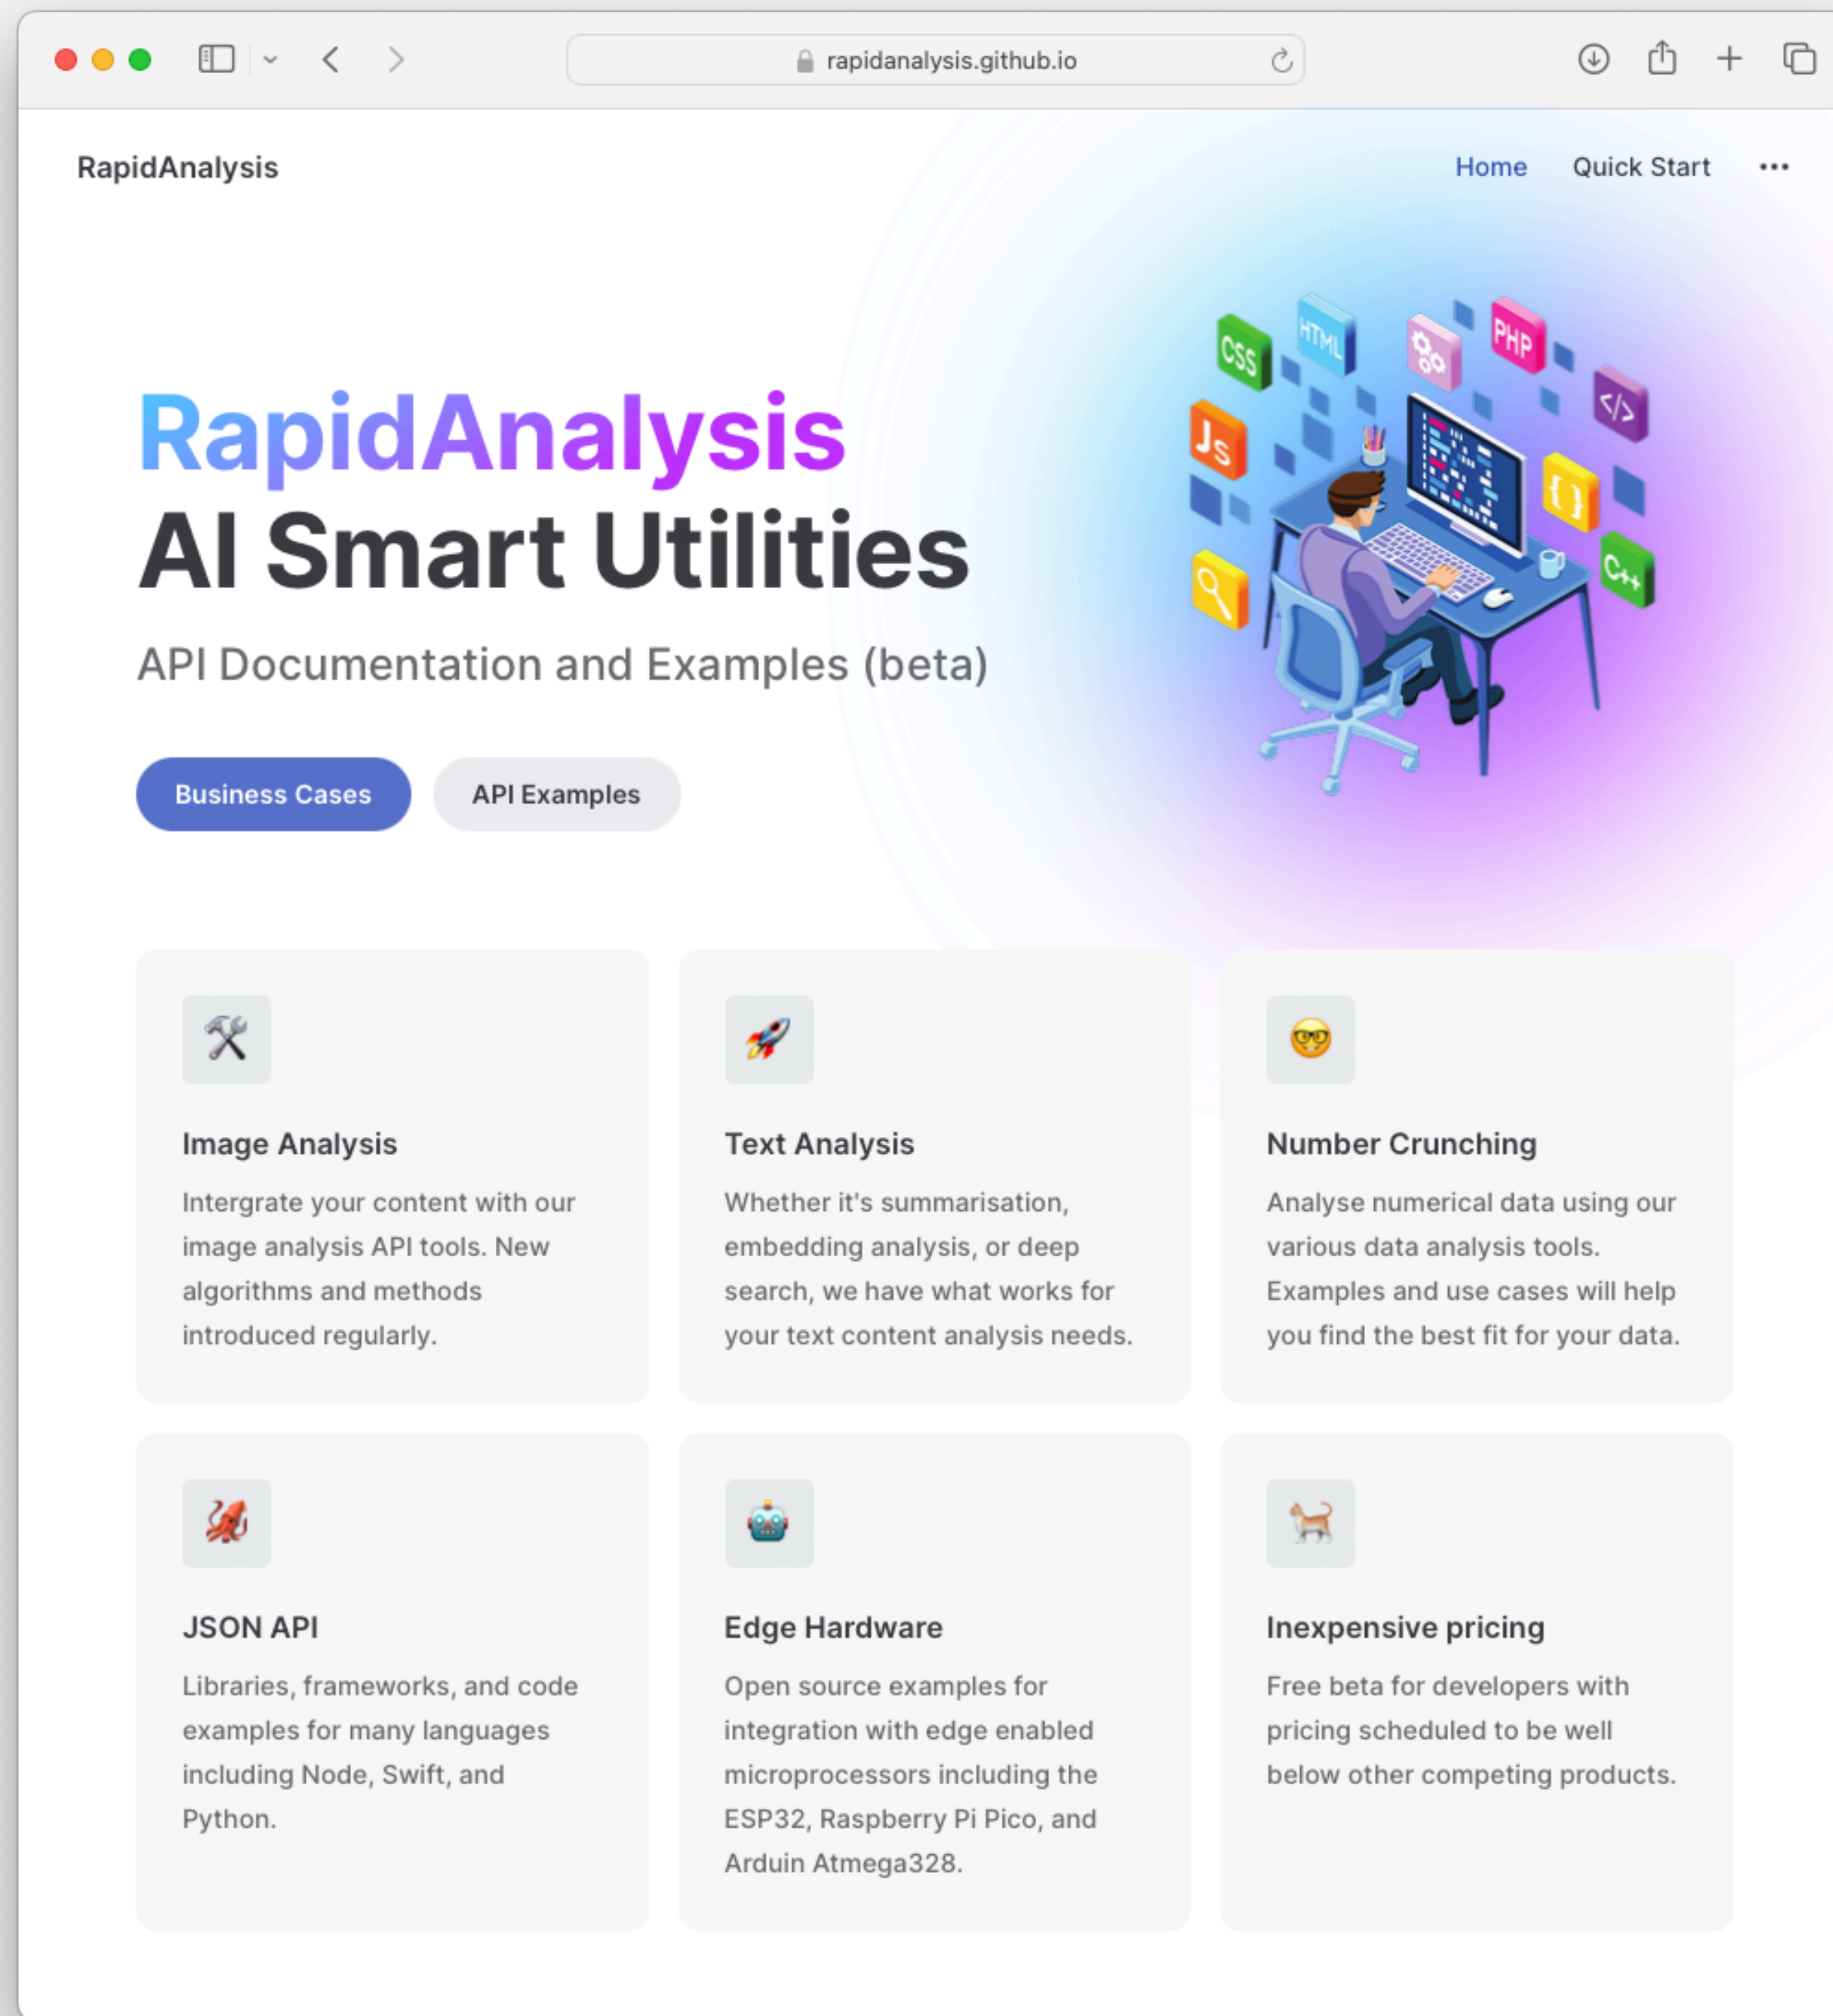 rapidanalysis.github.io
RapidAnalysis
Home
Quick Start
RapidAnalysis
AI Smart Utilities
API Documentation and Examples (beta)
Business Cases
API Examples
CSS
HTML
PHP
</>
JS
{ }
C++
Image Analysis
Intergrate your content with our
image analysis API tools. New
algorithms and methods
introduced regularly.
Text Analysis
Whether it's summarisation,
embedding analysis, or deep
search, we have what works for
your text content analysis needs.
Number Crunching
Analyse numerical data using our
various data analysis tools.
Examples and use cases will help
you find the best fit for your data.
JSON API
Libraries, frameworks, and code
examples for many languages
including Node, Swift, and
Python.
Edge Hardware
Open source examples for
integration with edge enabled
microprocessors including the
ESP32, Raspberry Pi Pico, and
Arduin Atmega328.
Inexpensive pricing
Free beta for developers with
pricing scheduled to be well
below other competing products.